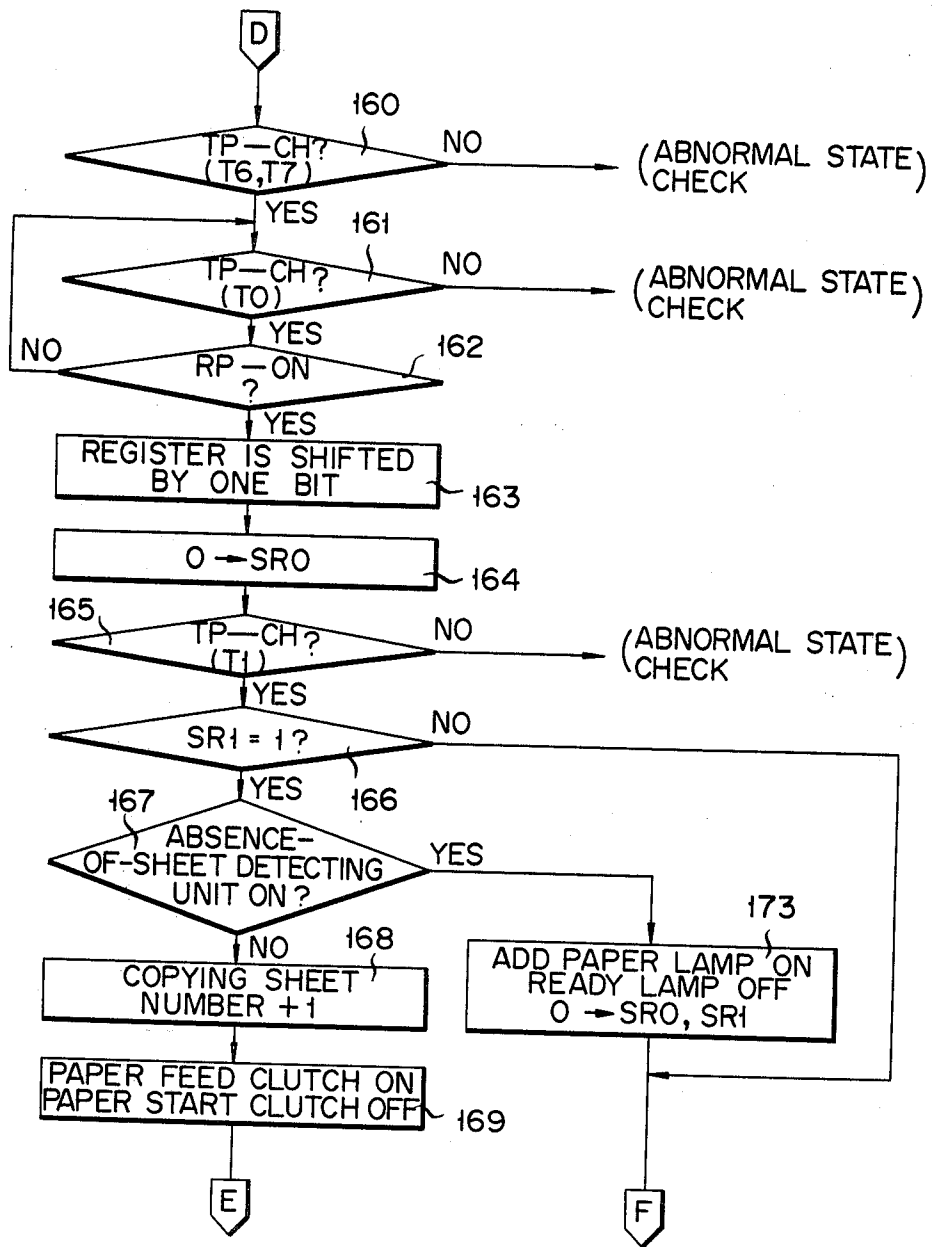 D
160
TP—CH?
(T6,T7)
NO
(ABNORMAL STATE)
CHECK
YES
161
TP—CH?
(T0)
NO
(ABNORMAL STATE)
CHECK
YES
162
NO
RP—ON
?
YES
REGISTER IS SHIFTED
BY ONE BIT
163
0→SR0
164
165
TP—CH?
(T1)
NO
(ABNORMAL STATE)
CHECK
YES
SR1=1?
NO
166
YES
167
ABSENCE-
OF-SHEET DETECTING
UNIT ON?
YES
NO
168
COPYING SHEET
NUMBER +1
173
ADD PAPER LAMP ON
READY LAMP OFF
0→SR0, SR1
PAPER FEED CLUTCH ON
PAPER START CLUTCH OFF
169
E
F